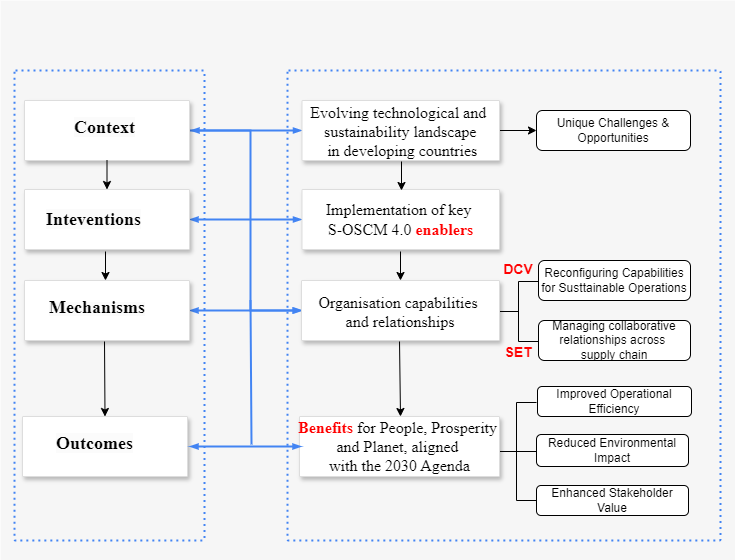 Context
Evolving technological and
sustainability landscape
in developing countries
Unique Challenges &
Opportunities
Inteventions
Implementation of key
S-OSCM 4.0 enablers
Mechanisms
Organisation capabilities
and relationships
DCV
Reconfiguring Capabilities
for Susttainable Operations
SET
Managing collaborative
relationships across
supply chain
Outcomes
Benefits for People, Prosperity
and Planet, aligned
with the 2030 Agenda
Improved Operational
Efficiency
Reduced Environmental
Impact
Enhanced Stakeholder
Value